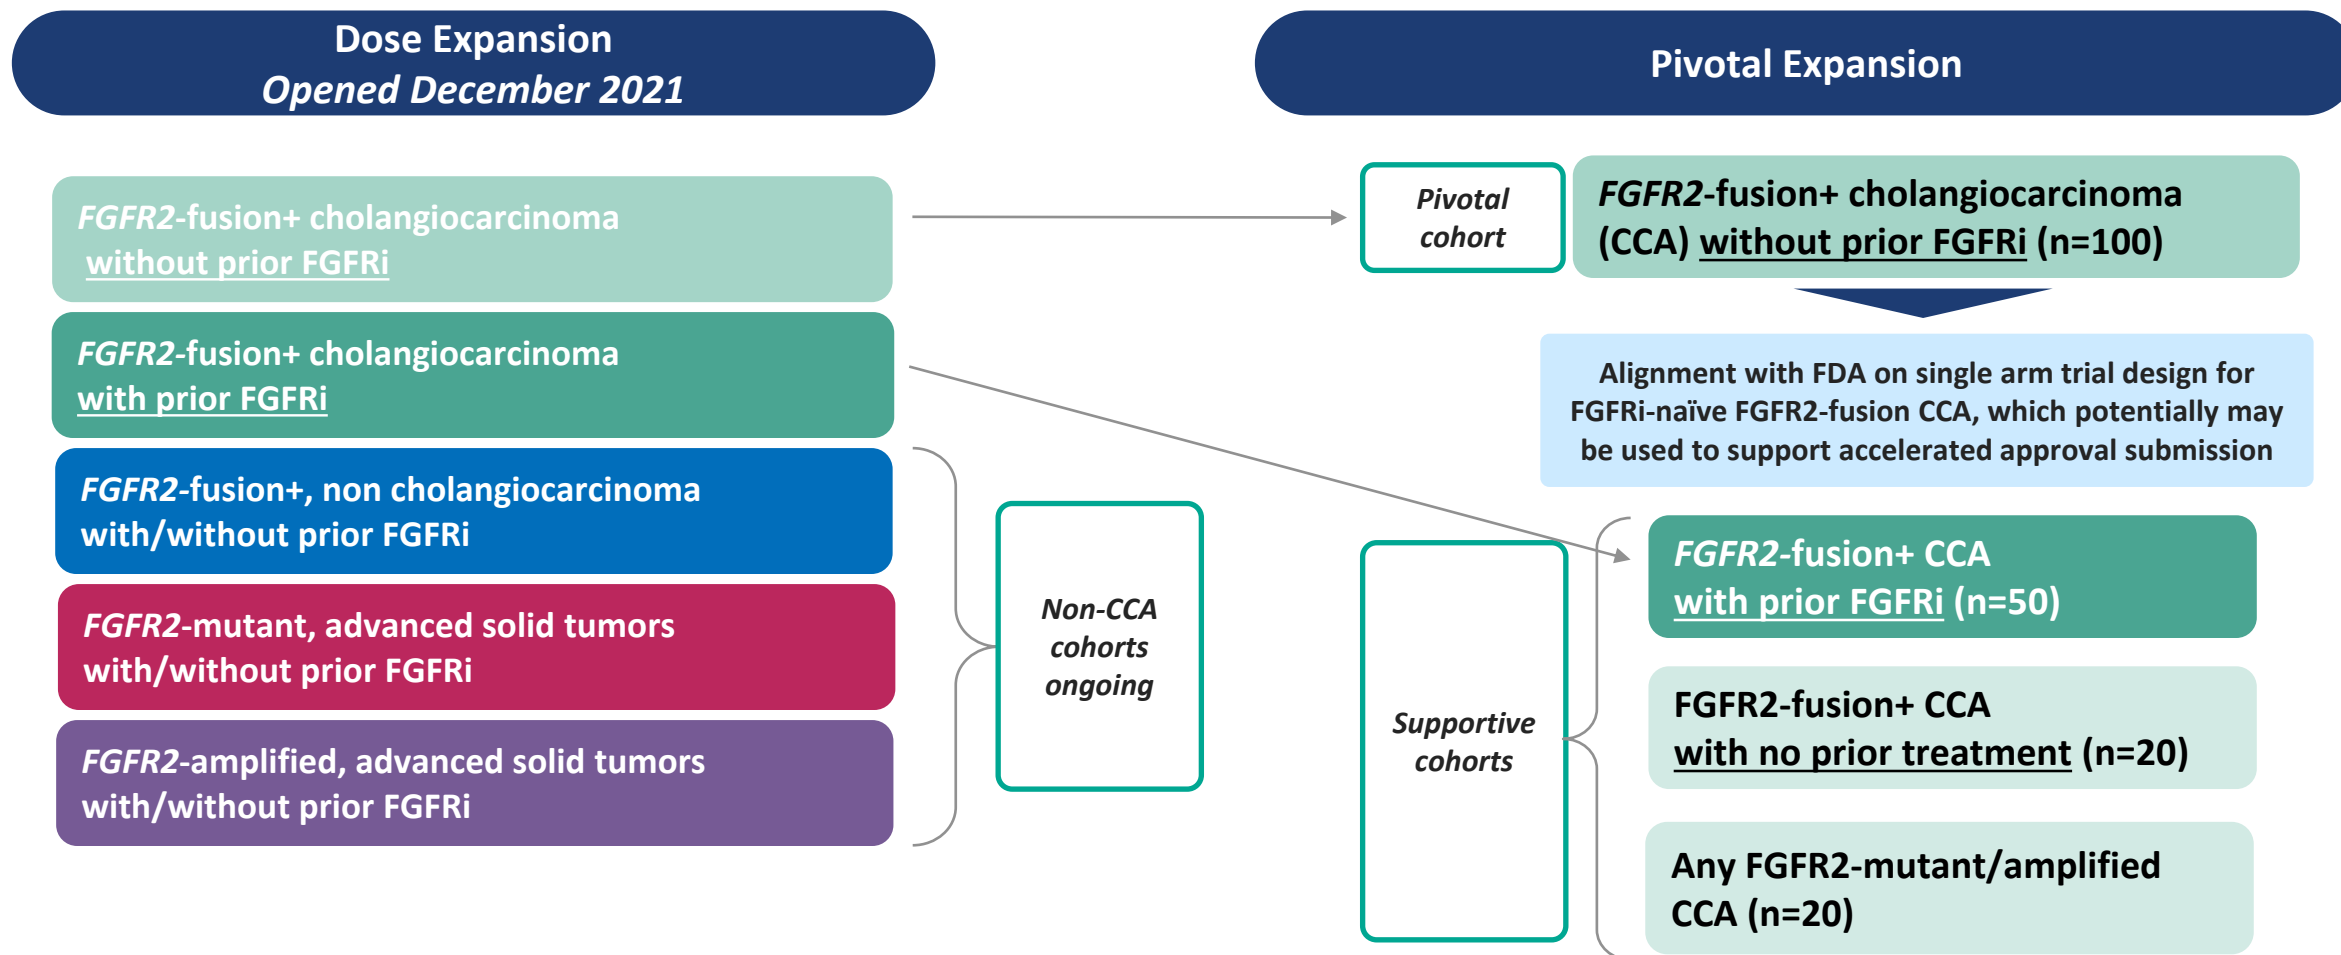 Dose Expansion
Opened December 2021
FGFR2-fusion+ cholangiocarcinoma
without prior FGFRi
FGFR2-fusion+ cholangiocarcinoma
with prior FGFRi
FGFR2-fusion+, non cholangiocarcinoma
with/without prior FGFRi
FGFR2-mutant, advanced solid tumors
with/without prior FGFRi
FGFR2-amplified, advanced solid tumors
with/without prior FGFRi
Non-CCA
cohorts
ongoing
Pivotal Expansion
Pivotal
cohort
FGFR2-fusion+ cholangiocarcinoma
(CCA) without prior FGFRi (n=100)
Alignment with FDA on single arm trial design for
FGFRi-naïve FGFR2-fusion CCA, which potentially may
be used to support accelerated approval submission
Supportive
cohorts
FGFR2-fusion+ CCA
with prior FGFRi (n=50)
FGFR2-fusion+ CCA
with no prior treatment (n=20)
Any FGFR2-mutant/amplified
CCA (n=20)